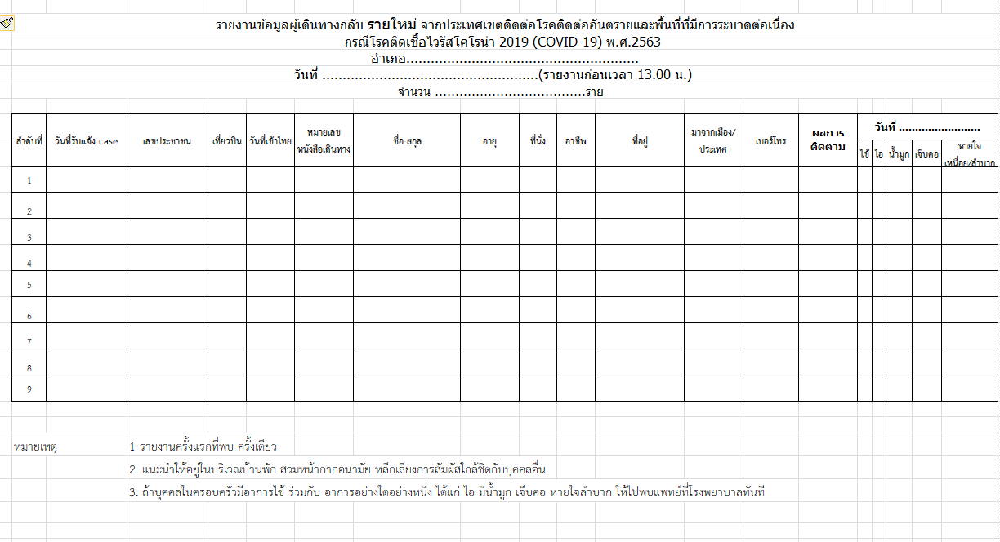 รายงานข้อมูลผู้เดินทางกลับ รายใหม่ จากประเทศเขตติดต่อโรคติดต่ออันตรายและพื้นที่ที่มีการระบาดต่อเนื่อง
กรณีโรคติดเชื้อไวรัสโคโรน่า 2019 (COVID-19) พ.ศ.2563
อำเภอ.........................................................
วันที่ .....................................................(รายงานก่อนเวลา 13.00 น.)
จำนวน .....................................ราย
ลำดับที่ วันที่รับแจ้ง case เลขประชาชน เที่ยวบิน วันที่เข้าไทย หมายเลข หนังสือเดินทาง ชื่อ สกุล อายุ ที่นั่ง อาชีพ ที่อยู่ มาจากเมือง/ ประเทศ เบอร์โทร ผลการ ติดตาม วันที่ .........................
ไข้ ไอ น้ำมูก เจ็บคอ หายใจ เหนื่อย/ลำบาก
1
2
3
4
5
6
7
8
9
หมายเหตุ 1 รายงานครั้งแรกที่พบ ครั้งเดียว
2. แนะนำให้อยู่ในบริเวณบ้านพัก สวมหน้ากากอนามัย หลีกเลี่ยงการสัมผัสใกล้ชิดกับบุคคลอื่น
3. ถ้าบุคคลในครอบครัวมีอาการไข้ ร่วมกับ อาการอย่างใดอย่างหนึ่ง ได้แก่ ไอ มีน้ำมูก เจ็บคอ หายใจลำบาก ให้ไปพบแพทย์ที่โรงพยาบาลทันที